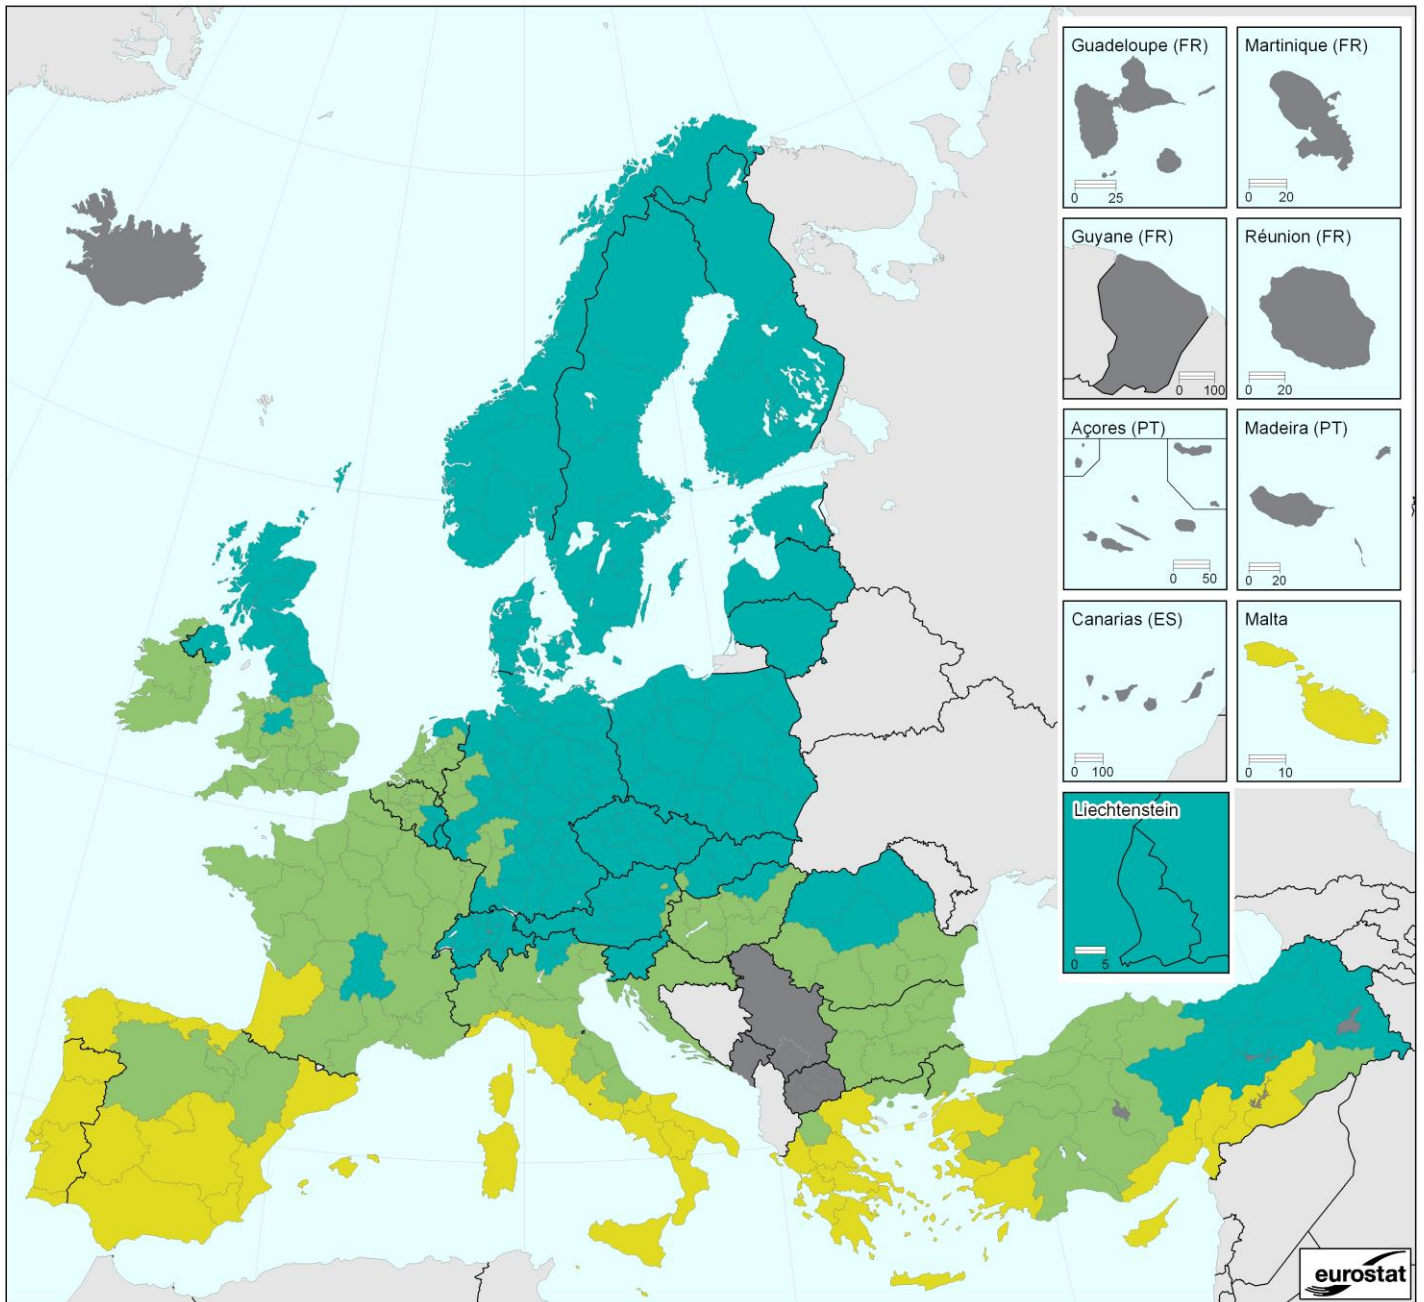 Guadeloupe (FR)
0 25
Martinique (FR)
0 20
Guyane (FR)
0 100
Réunion (FR)
0 20
Açores (PT)
0 50
Madeira (PT)
0 20
Canarias (ES)
0 100
Malta
0 10
Liechtenstein
0 5
eurostat